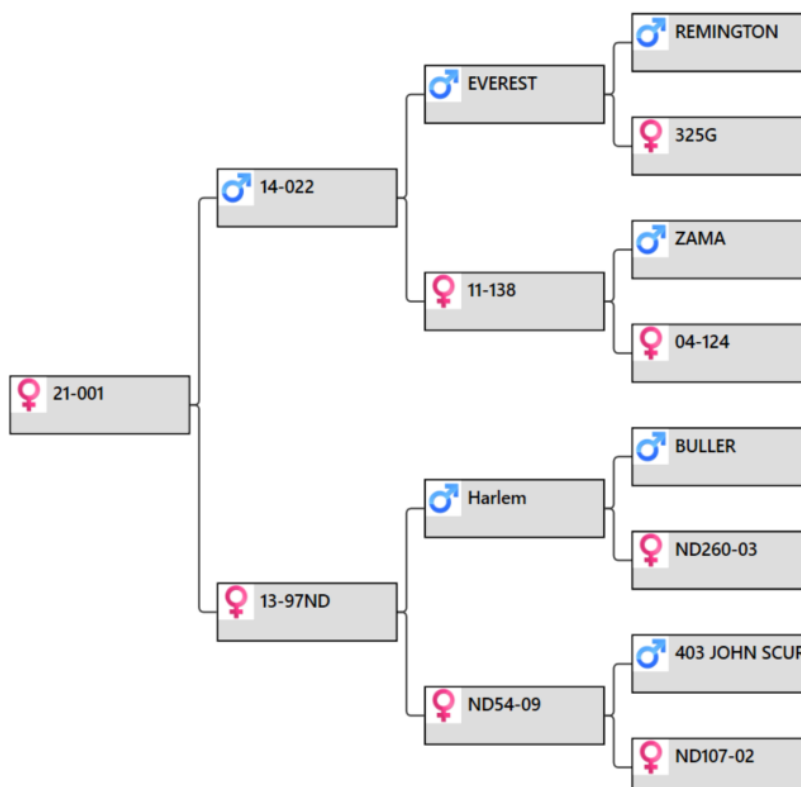 REMINGTON
EVEREST
325G
14-022
ZAMA
11-138
04-124
21-001
BULLER
Harlem
ND260-03
13-97ND
403 JOHN SCUR
ND54-09
ND107-02